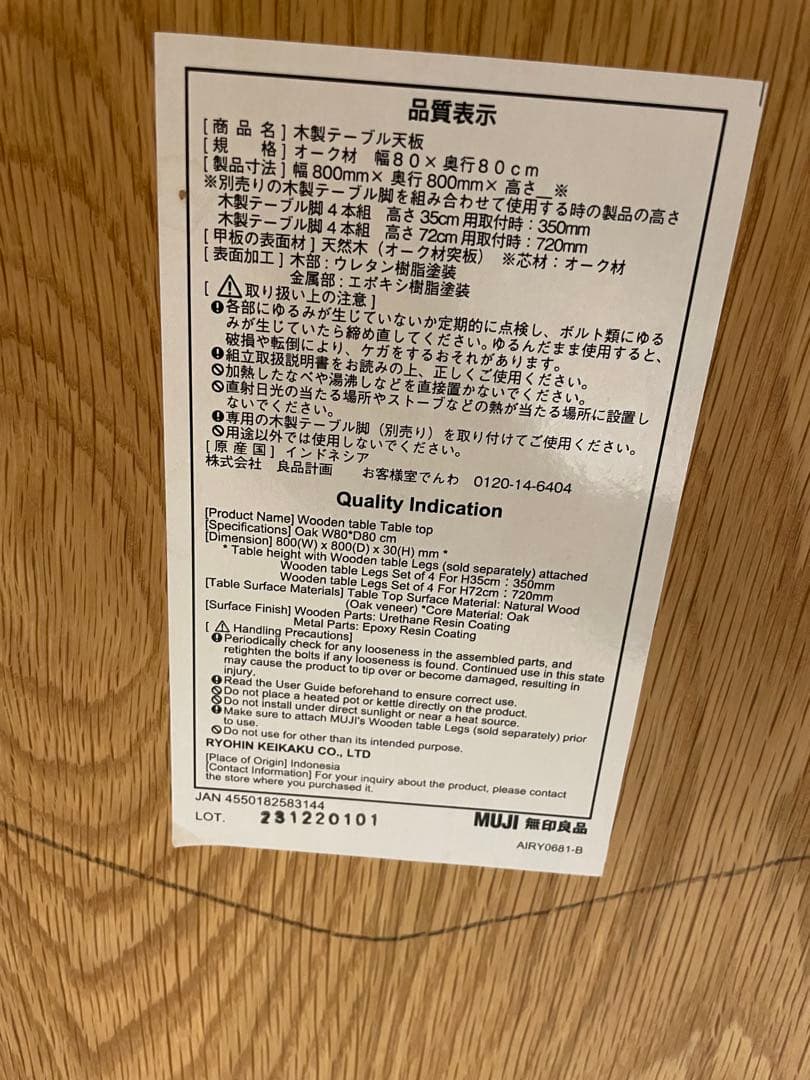 品質表示
[商 品 名] 木製テーブル天板
[規 格] オーク材 幅80×奥行80cm
[製品寸法] 幅 800mm× 奥行 800mm× 高さ_ ※
※別売りの木製テーブル脚を組み合わせて使用する時の製品の高さ
木製テーブル脚4本組 高さ 35cm 用取付時:350mm
木製テーブル脚4本組 高さ 72cm 用取付時:720mm
[甲板の表面材] 天然木(オーク材突板) ※芯材:オーク材
[表面加工] 木部:ウレタン樹脂塗装
金属部:エポキシ樹脂塗装
[ ⚠取り扱い上の注意]
各部にゆるみが生じていないか定期的に点検し、ボルト類にゆる
みが生じていたら締め直してください。ゆるんだまま使用すると、
破損や転倒により、ケガをするおそれがあります。
組立取扱説明書をお読みの上、正しくご使用ください。
加熱したなべや湯沸しなどを直接置かないでください。
直射日光の当たる場所やストーブなどの熱が当たる場所に設置し
ないでください。
専用の木製テーブル脚(別売り)を取り付けてご使用ください。
用途以外では使用しないでください。
[原 産 国] インドネシア
株式会社 良品計画 お客様室でんわ 0120-14-6404
Quality Indication
[Product Name] Wooden table Table top
[Specifications] Oak W80*D80 cm
[Dimension] 800(W) x 800(D) x 30(H) mm *
* Table height with Wooden table Legs (sold separately) attached
Wooden table Legs Set of 4 For H35cm : 350mm
Wooden table Legs Set of 4 For H72cm : 720mm
[Table Surface Materials] Table Top Surface Material: Natural Wood
(Oak veneer) *Core Material: Oak
[Surface Finish] Wooden Parts: Urethane Resin Coating
Metal Parts: Epoxy Resin Coating
[ ⚠ Handling Precautions]
Periodically check for any looseness in the assembled parts, and
retighten the bolts if any looseness is found. Continued use in this state
may cause the product to tip over or become damaged, resulting in
injury.
Read the User Guide beforehand to ensure correct use.
Do not place a heated pot or kettle directly on the product.
Do not install under direct sunlight or near a heat source.
Make sure to attach MUJI's Wooden table Legs (sold separately) prior
to use.
Do not use for other than its intended purpose.
RYOHIN KEIKAKU CO., LTD
[Place of Origin] Indonesia
[Contact Information] For your inquiry about the product, please contact
the store where you purchased it.
JAN 4550182583144
LOT. 231220101
MUJI 無印良品
AIRY0681-B